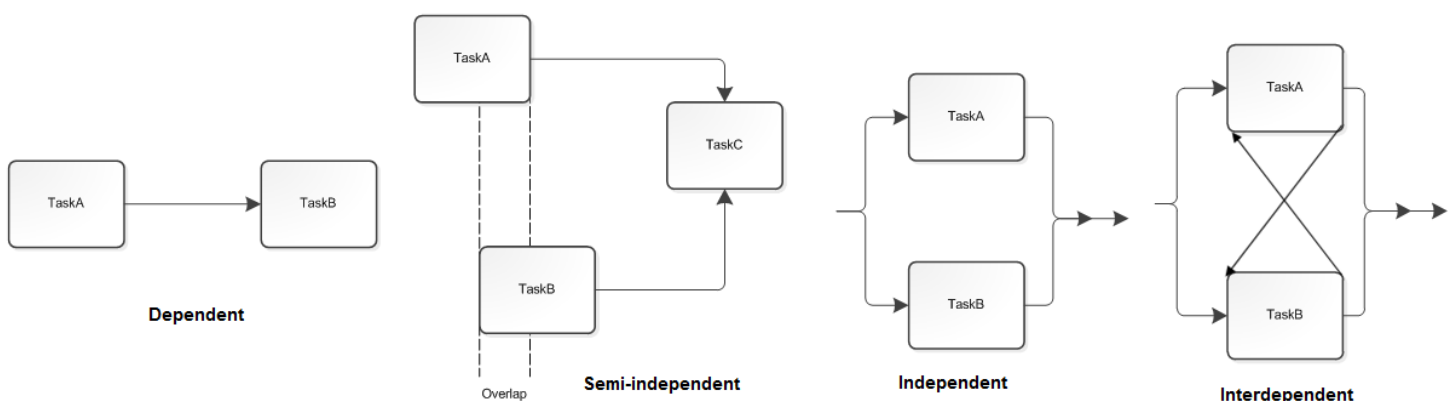 TaskA
TaskB
Dependent
TaskA
TaskC
TaskB
Overlap
Semi-independent
TaskA
TaskB
Independent
TaskA
TaskB
Interdependent